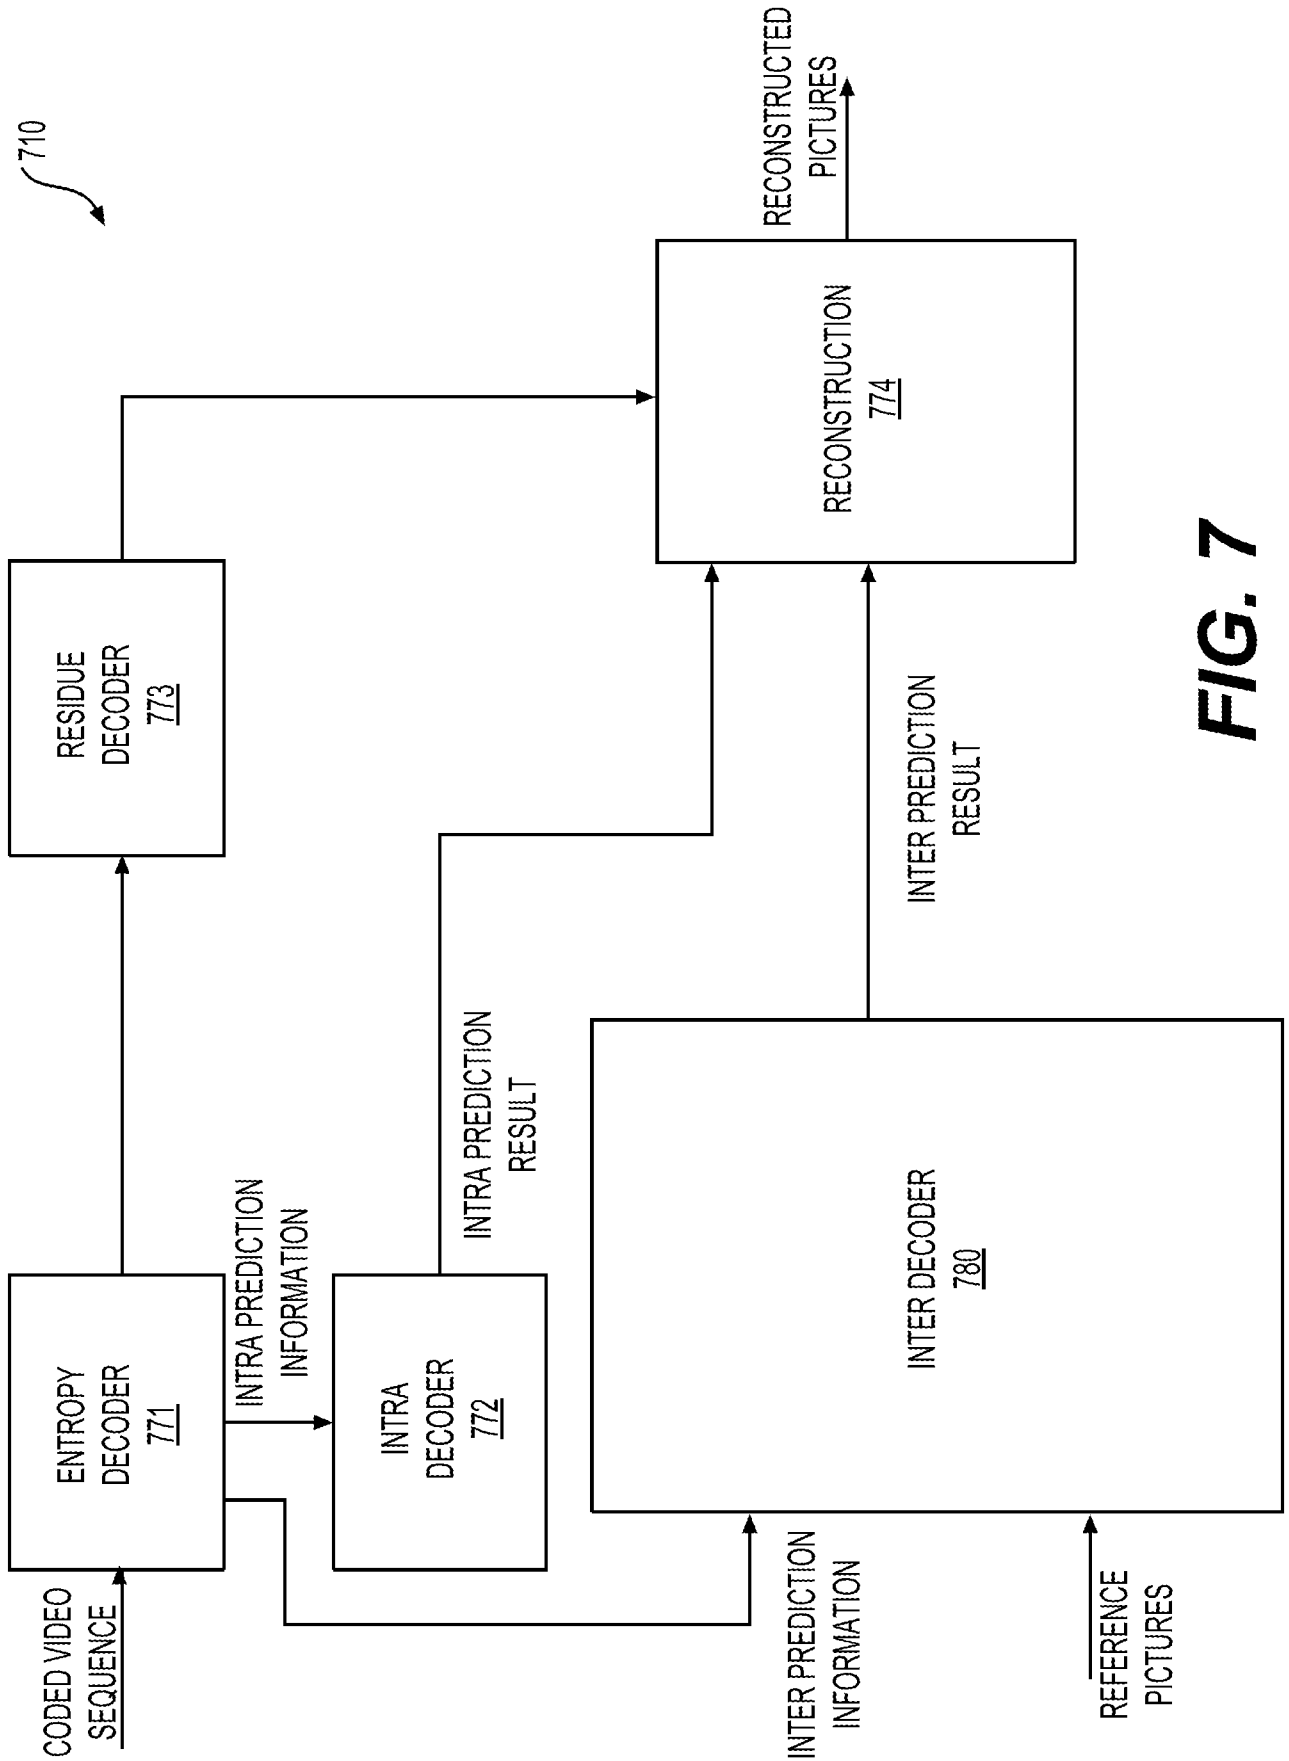 710
CODED VIDEO
SEQUENCE
ENTROPY
DECODER
771
RESIDUE
DECODER
773
INTRA PREDICTION
INFORMATION
INTRA
DECODER
772
INTRA PREDICTION
RESULT
RECONSTRUCTED
PICTURES
RECONSTRUCTION
774
INTER PREDICTION
INFORMATION
INTER DECODER
780
INTER PREDICTION
RESULT
REFERENCE
PICTURES
FIG. 7